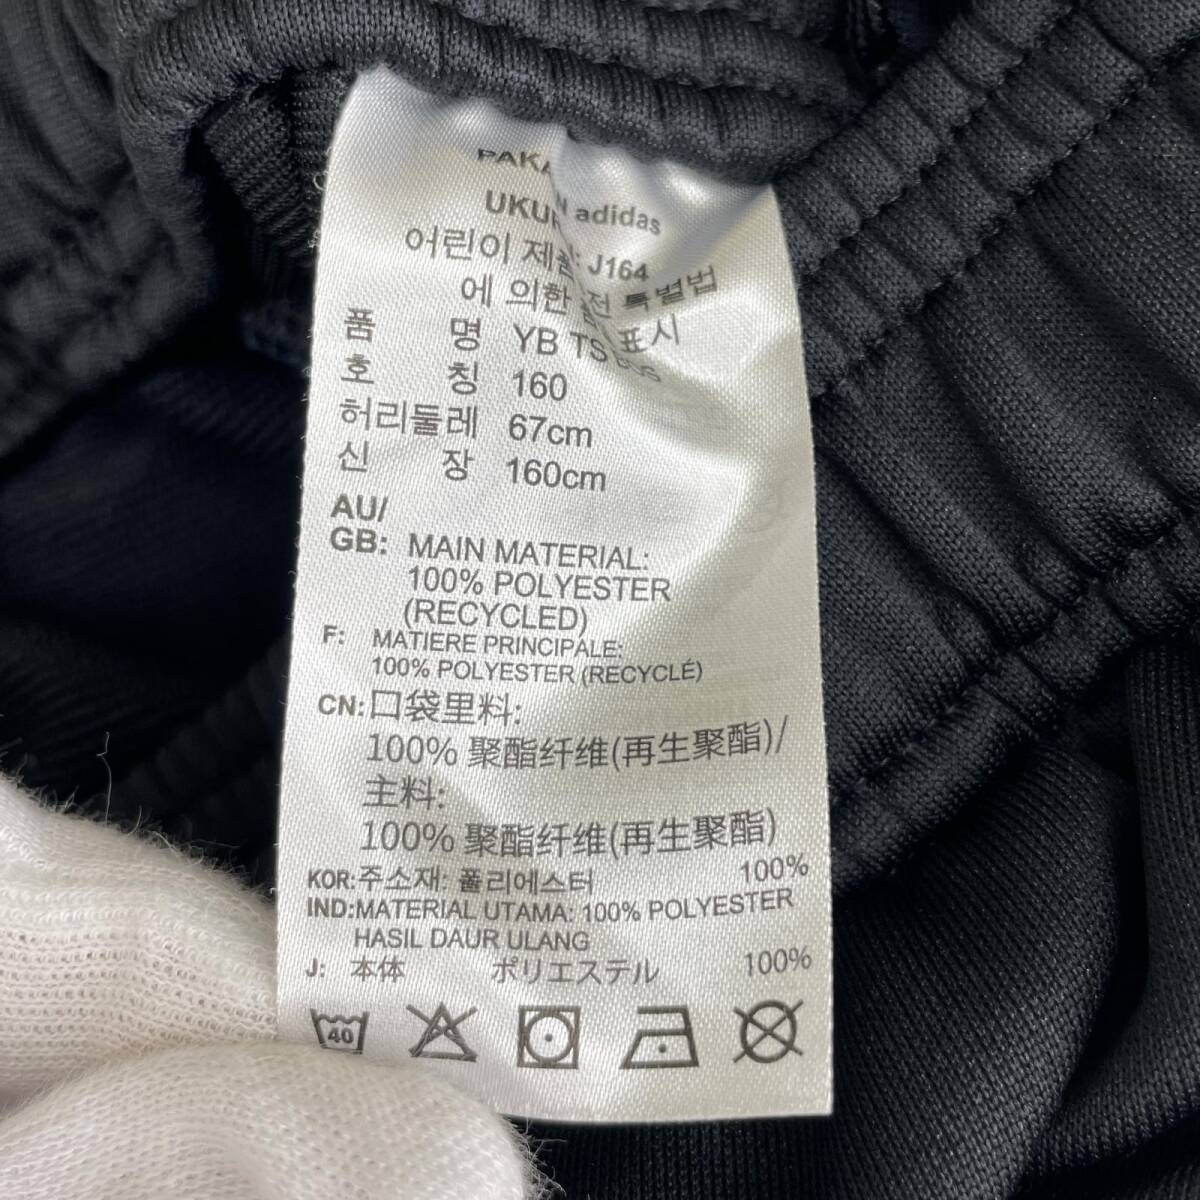 adidas
어린이 제 J164
에 의한 전 특별법
표시
품 명 YB TS
호 칭 160
허리둘레 67cm
신 장 160cm
AU/
GB: MAIN MATERIAL:
100% POLYESTER
(RECYCLED)
F: MATIERE PRINCIPALE:
100% POLYESTER (RECYCLÉ)
CN: 口袋里料:
100% 聚酯纤维(再生聚酯)/
主料:
100% 聚酯纤维(再生聚酯)
KOR:주소재: 폴리에스터 100%
IND:MATERIAL UTAMA: 100% POLYESTER
HASIL DAUR ULANG
J: 本体 ポリエステル 100%
40